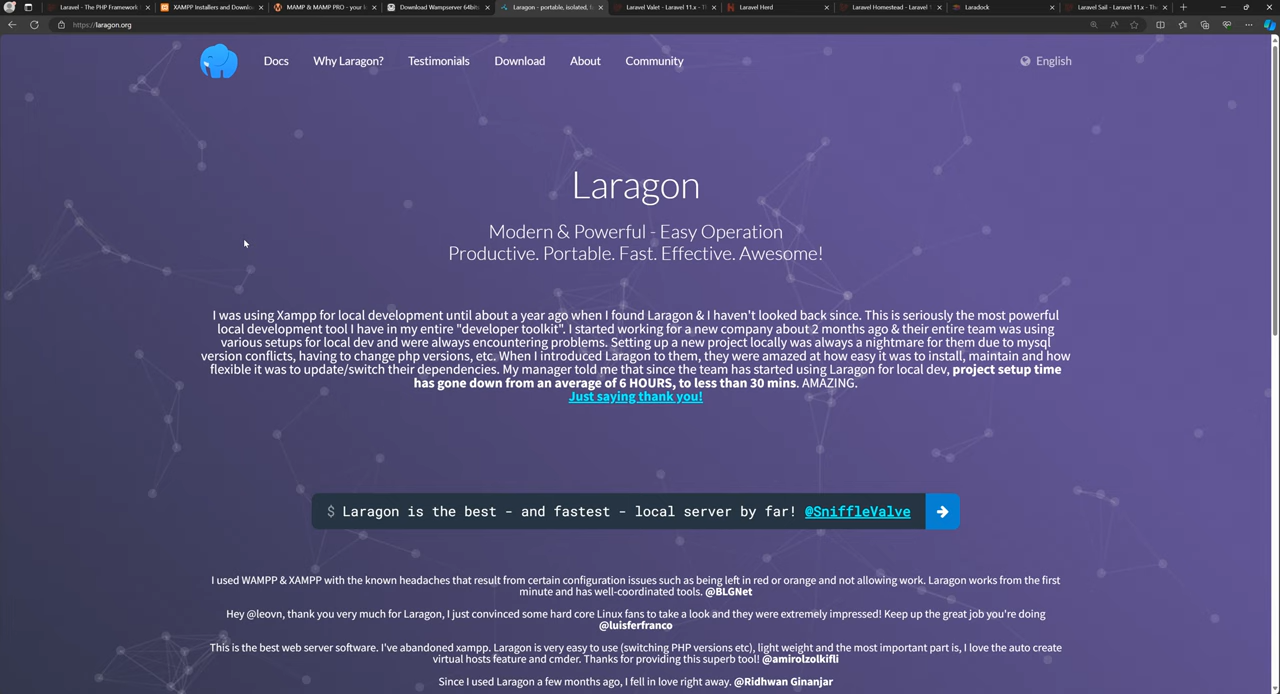 Laravel - The PHP Framework
XAMPP Installers and Downlo
MAMP & MAMP PRO - your l
Download Wampserver 64bits
Laragon - portable, isolated, f
Laravel Valet - Laravel 11.x - Th
Laravel Herd
Laravel Homestead - Laravel 1
Laradock
Laravel Sail - Laravel 11.x - The
https://laragon.org
Docs
Why Laragon?
Testimonials
Download
About
Community
English
Laragon
Modern & Powerful - Easy Operation
Productive. Portable. Fast. Effective. Awesome!
I was using Xampp for local development until about a year ago when I found Laragon & I haven't looked back since. This is seriously the most powerful
local development tool I have in my entire "developer toolkit". I started working for a new company about 2 months ago & their entire team was using
various setups for local dev and were always encountering problems. Setting up a new project locally was always a nightmare for them due to mysql
version conflicts, having to change php versions, etc. When I introduced Laragon to them, they were amazed at how easy it was to install, maintain and how
flexible it was to update/switch their dependencies. My manager told me that since the team has started using Laragon for local dev, project setup time
has gone down from an average of 6 HOURS, to less than 30 mins. AMAZING.
Just saying thank you!
$ Laragon is the best - and fastest - local server by far! @SniffleValve
I used WAMPP & XAMPP with the known headaches that result from certain configuration issues such as being left in red or orange and not allowing work. Laragon works from the first
minute and has well-coordinated tools. @BLGNet
Hey @leovn, thank you very much for Laragon, I just convinced some hard core Linux fans to take a look and they were extremely impressed! Keep up the great job you're doing
@luisferfranco
This is the best web server software. I've abandoned xampp. Laragon is very easy to use (switching PHP versions etc), light weight and the most important part is, I love the auto create
virtual hosts feature and cmder. Thanks for providing this superb tool! @amirolzolkifli
Since I used Laragon a few months ago, I fell in love right away. @Ridhwan Ginanjar